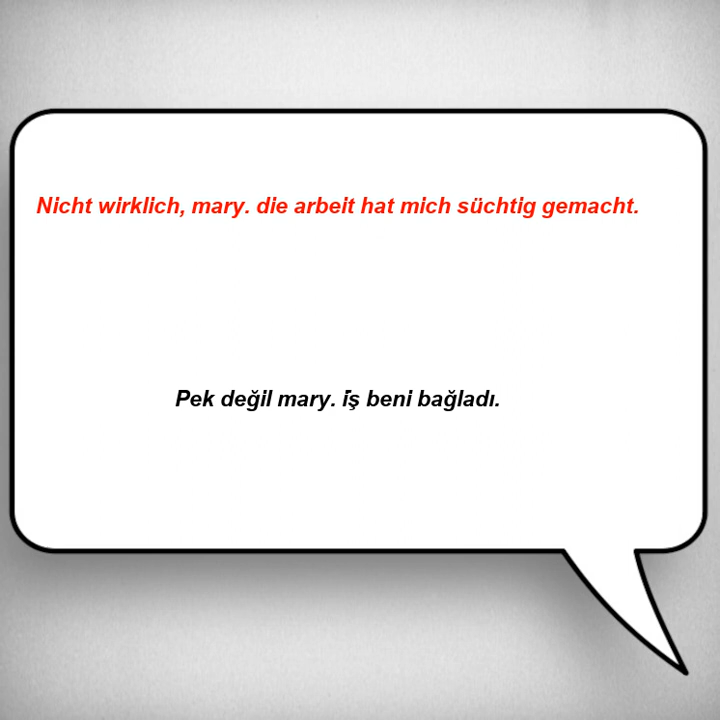 Nicht wirklich, mary. die arbeit hat mich süchtig gemacht.
Pek değil mary. i̇ş beni bağladı.